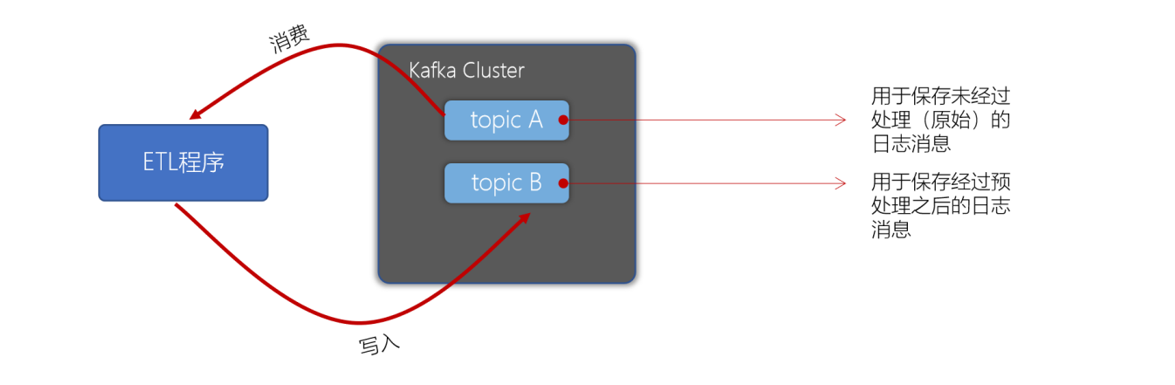 消费
Kafka Cluster
topic A
用于保存未经过
处理（原始）的
日志消息
ETL程序
topic B
用于保存经过预
处理之后的日志
消息
写入